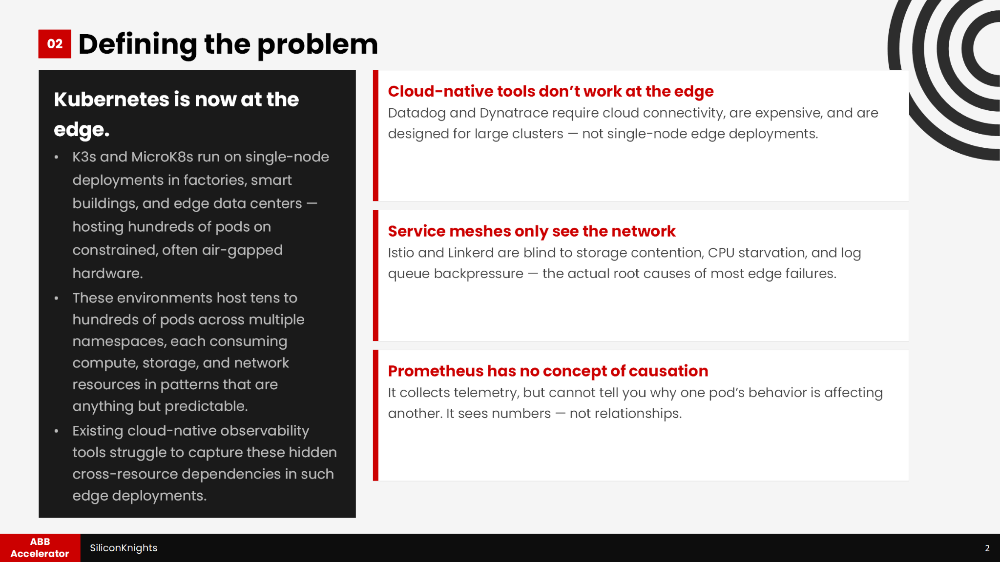 02 Defining the problem
Kubernetes is now at the
edge.
• K3s and MicroK8s run on single-node
deployments in factories, smart
buildings, and edge data centers —
hosting hundreds of pods on
constrained, often air-gapped
hardware.
• These environments host tens to
hundreds of pods across multiple
namespaces, each consuming
compute, storage, and network
resources in patterns that are
anything but predictable.
• Existing cloud-native observability
tools struggle to capture these hidden
cross-resource dependencies in such
edge deployments.
Cloud-native tools don’t work at the edge
Datadog and Dynatrace require cloud connectivity, are expensive, and are
designed for large clusters — not single-node edge deployments.
Service meshes only see the network
Istio and Linkerd are blind to storage contention, CPU starvation, and log
queue backpressure — the actual root causes of most edge failures.
Prometheus has no concept of causation
It collects telemetry, but cannot tell you why one pod’s behavior is affecting
another. It sees numbers — not relationships.
ABB
Accelerator
SiliconKnights
2